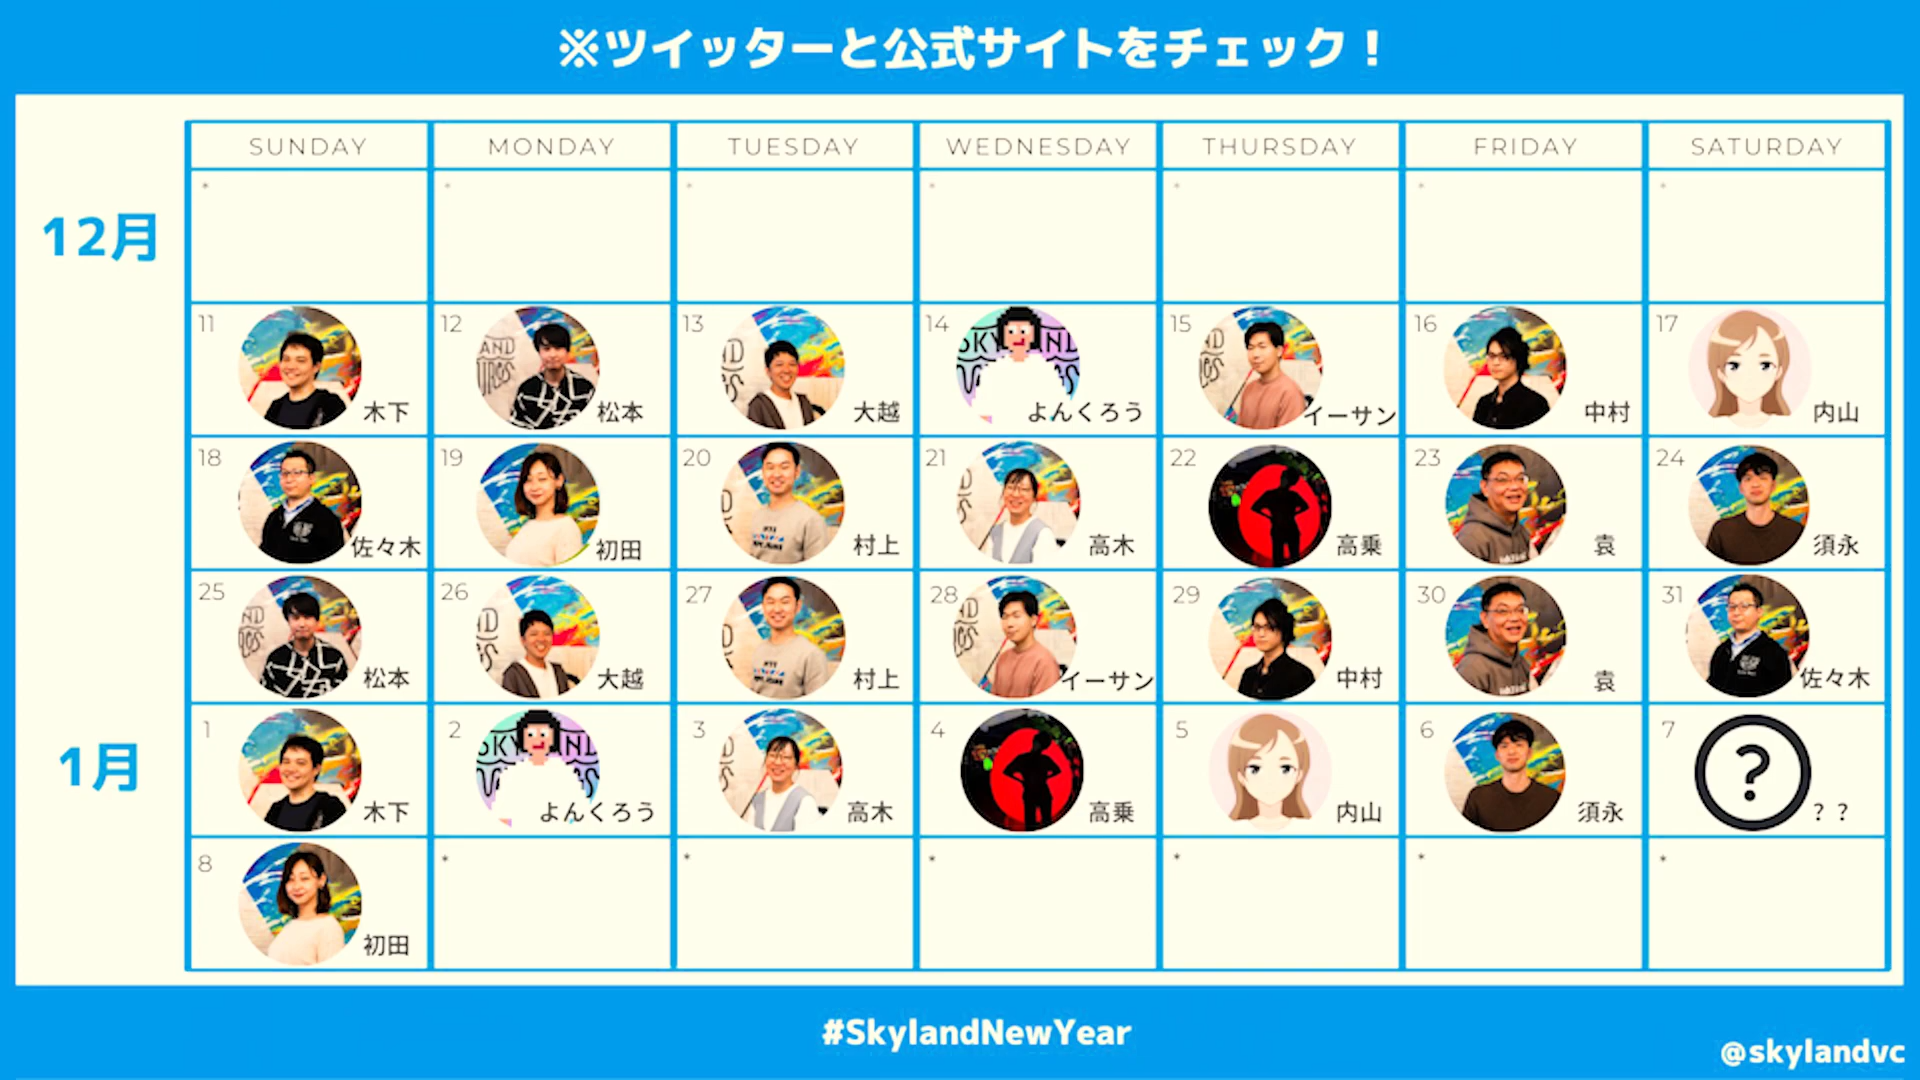 ※ツイッターと公式サイトをチェック！
SUNDAY MONDAY TUESDAY WEDNESDAY THURSDAY FRIDAY SATURDAY
12月
* * * * * * *
11 12 13 14 15 16 17
木下 松本 大越 よんくろう イーサン 中村 内山
18 19 20 21 22 23 24
佐々木 初田 村上 高木 高乗 袁 須永
25 26 27 28 29 30 31
松本 大越 村上 イーサン 中村 袁 佐々木
1月
1 2 3 4 5 6 7
?
木下 よんくろう 高木 高乗 内山 須永 ？？
8 * * * * * *
初田
#SkylandNewYear
@skylandvc